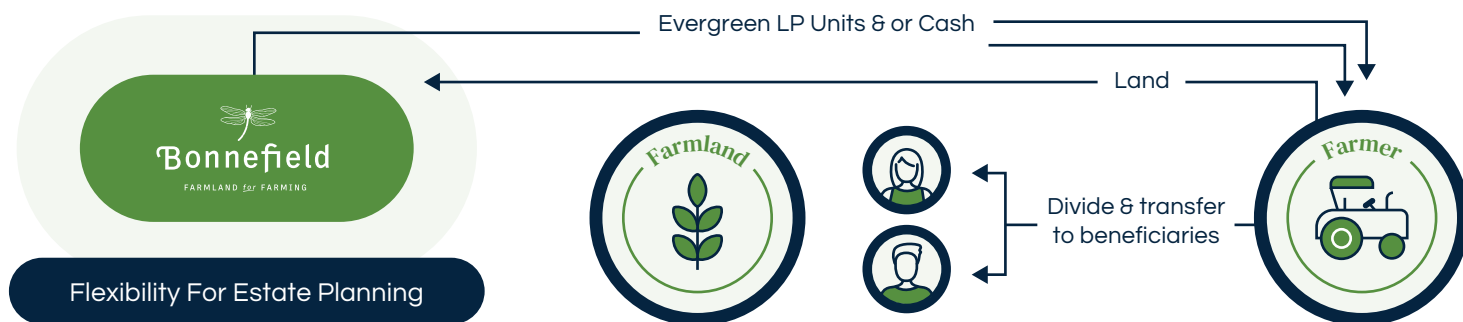 Evergreen LP Units & or Cash
Land
Bonnefield
FARMLAND for FARMING
Farmland
Farmer
Divide & transfer
to beneficiaries
Flexibility For Estate Planning